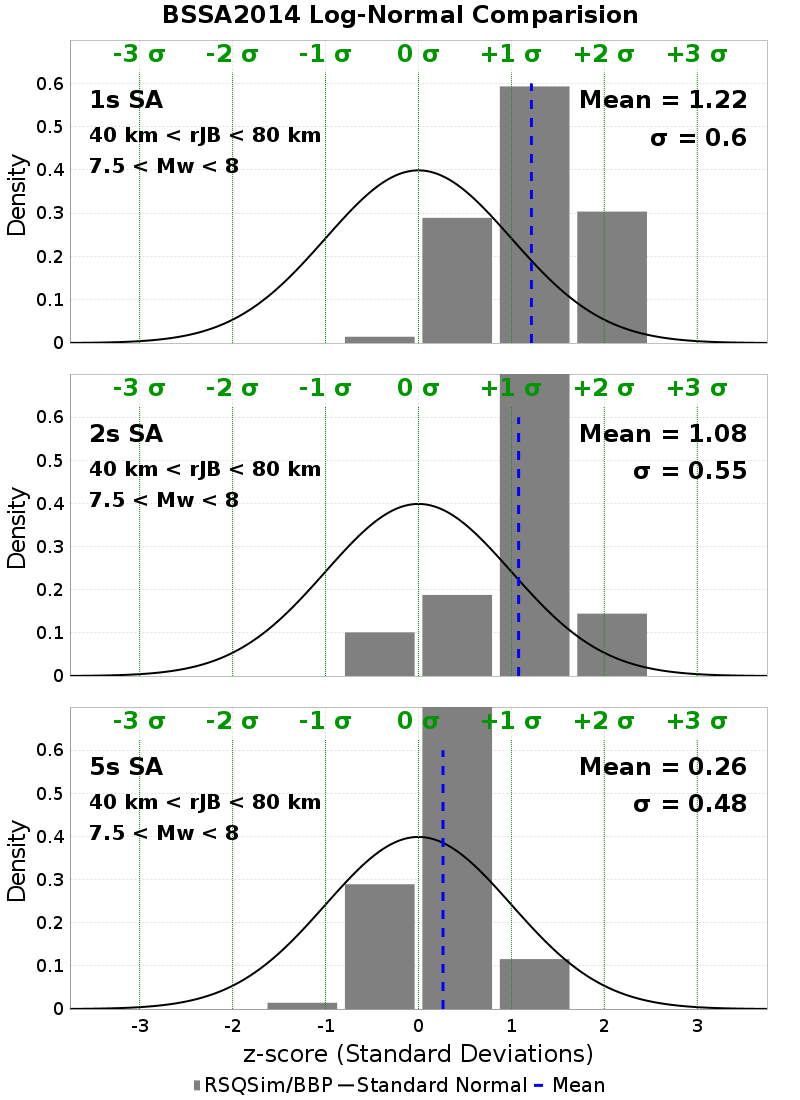 BSSA2014 Log-Normal Comparision
-3 σ -2 σ -1 σ 0 σ +1 σ +2 σ +3 σ
1s SA
40 km < rJB < 80 km
7.5 < Mw < 8
Mean = 1.22
σ = 0.6
Density
0.6
0.5
0.4
0.3
0.2
0.1
0
-3 σ -2 σ -1 σ 0 σ +1 σ +2 σ +3 σ
2s SA
40 km < rJB < 80 km
7.5 < Mw < 8
Mean = 1.08
σ = 0.55
Density
0.6
0.5
0.4
0.3
0.2
0.1
0
-3 σ -2 σ -1 σ 0 σ +1 σ +2 σ +3 σ
5s SA
40 km < rJB < 80 km
7.5 < Mw < 8
Mean = 0.26
σ = 0.48
Density
0.6
0.5
0.4
0.3
0.2
0.1
0
-3 -2 -1 0 1 2 3
z-score (Standard Deviations)
RSQSim/BBP Standard Normal Mean